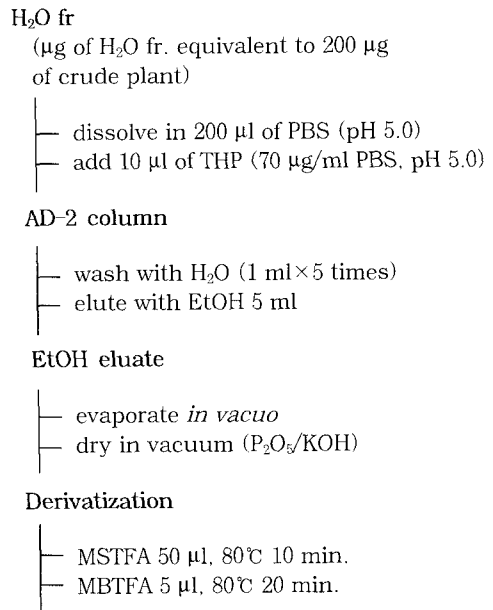 H₂O fr
(µg of H₂O fr. equivalent to 200 µg
of crude plant)
dissolve in 200 µl of PBS (pH 5.0)
add 10 µl of THP (70 µg/ml PBS, pH 5.0)
AD-2 column
wash with H₂O (1 ml×5 times)
elute with EtOH 5 ml
EtOH eluate
evaporate in vacuo
dry in vacuum (P₂O₅/KOH)
Derivatization
MSTFA 50 µl, 80℃ 10 min.
MBTFA 5 µl, 80℃ 20 min.